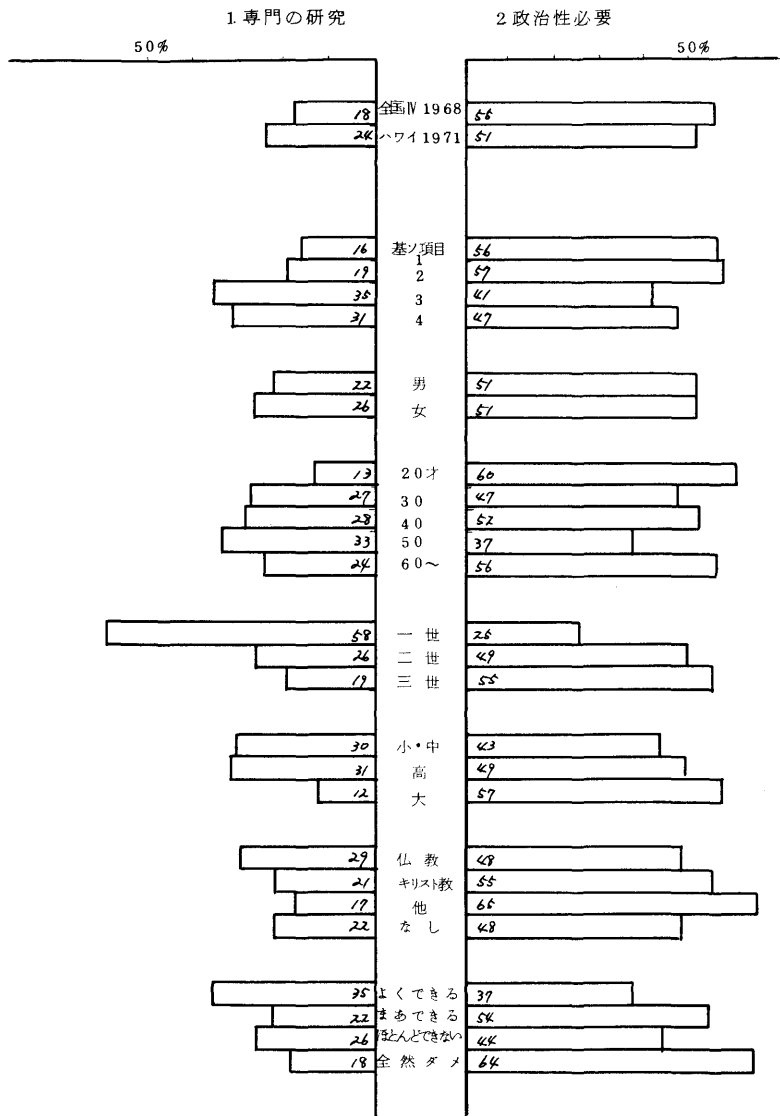 1. 専門の研究 2 政治性必要
50% 50%
18 全国Ⅳ 1968 55
24 ハワイ 1971 51
基ソ項目
16 1 56
19 2 57
35 3 41
31 4 47
22 男 51
26 女 51
13 20才 60
27 30 47
28 40 52
33 50 37
24 60～ 56
58 一世 25
26 二世 49
19 三世 55
30 小・中 43
31 高 49
12 大 57
29 仏教 48
21 キリスト教 55
17 他 65
22 なし 48
35 よくできる 37
22 まあできる 54
26 ほとんどできない 44
18 全然ダメ 64